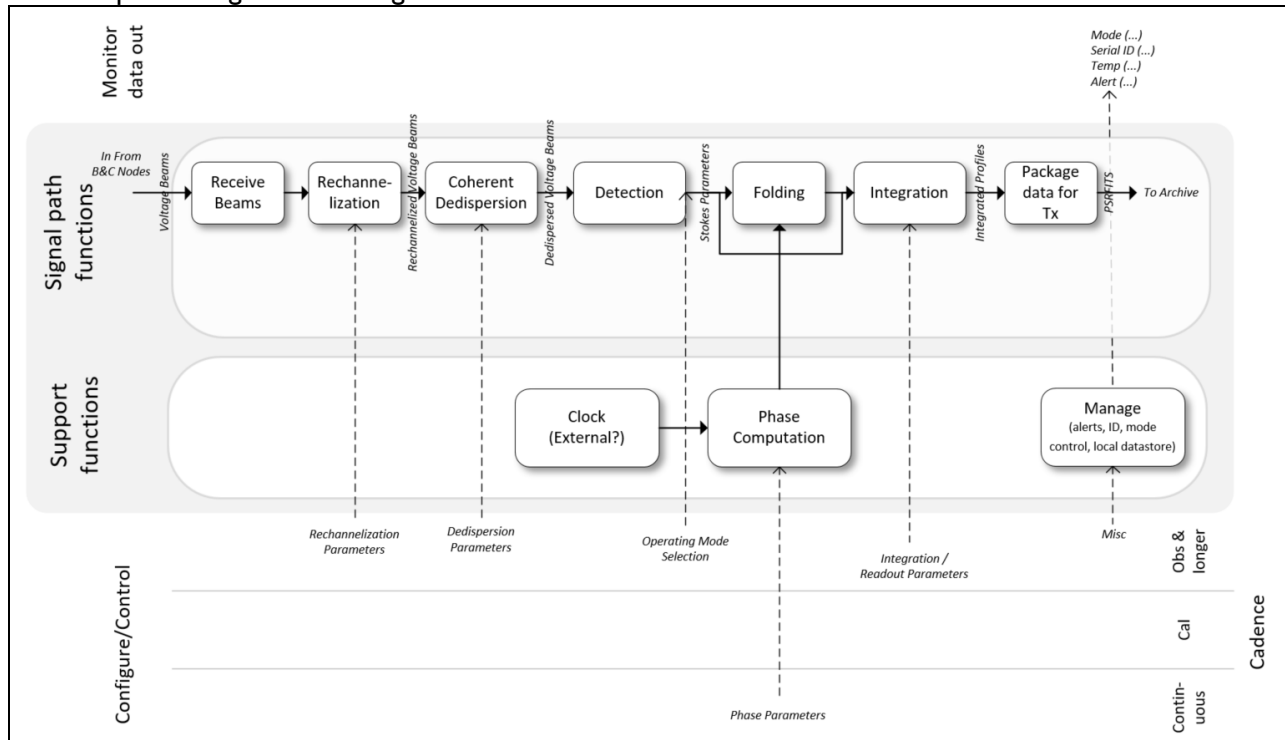 Monitor
data out
Mode (...)
Serial ID (...)
Temp (...)
Alert (...)
Signal path
functions
In From
B&C Nodes
Voltage Beams
Receive
Beams
Rechanne-
lization
Rechannelized Voltage Beams
Coherent
Dedispersion
Dedispersed Voltage Beams
Detection
Stokes Parameters
Folding
Integration
Integrated Profiles
Package
data for
Tx
PSRFITS
To Archive
Support
functions
Clock
(External?)
Phase
Computation
Manage
(alerts, ID, mode
control, local datastore)
Configure/Control
Rechannelization
Parameters
Dedispersion
Parameters
Operating Mode
Selection
Integration /
Readout Parameters
Misc
Obs &
longer
Cal
Cadence
Phase Parameters
Contin-
uous